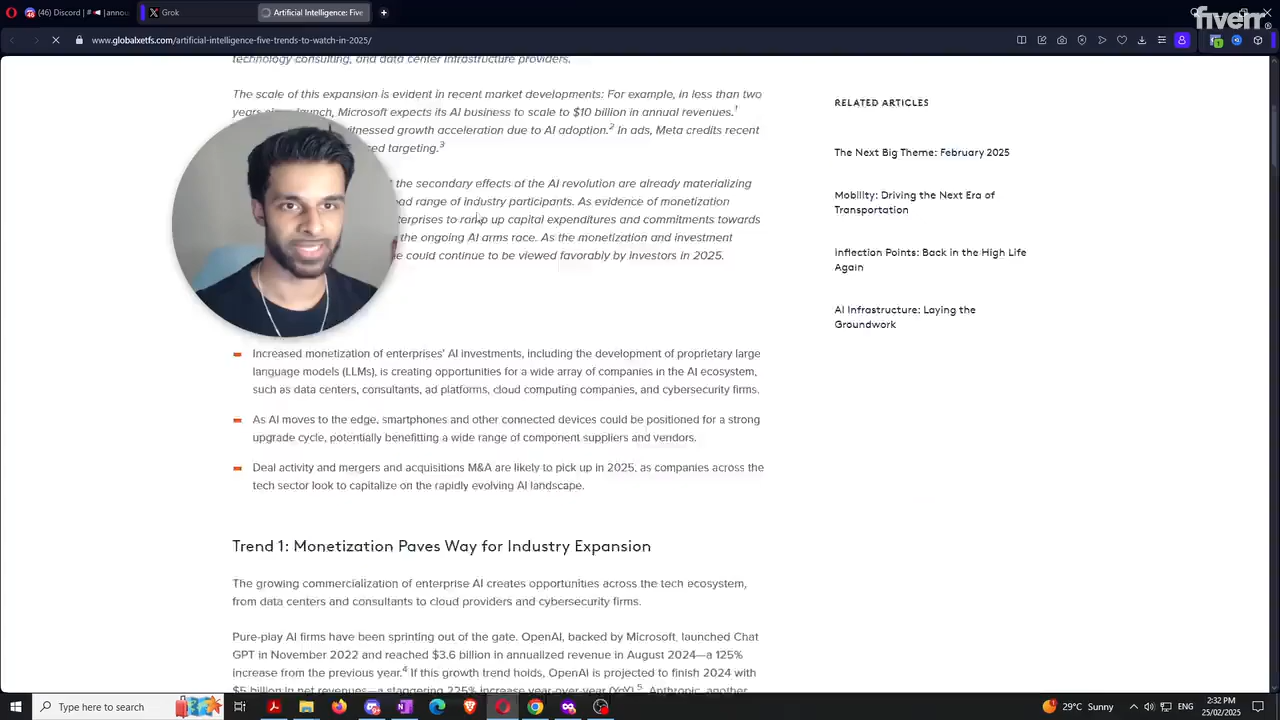 (46) Discord | #
Grok
Artificial Intelligence: Five
fiverr
www.globalxetfs.com/artificial-intelligence-five-trends-to-watch-in-2025/
technology consulting, and data center infrastructure providers.
The scale of this expansion is evident in recent market developments: For example, in less than two
launch, Microsoft expects its AI business to scale to $10 billion in annual revenues.1
witnessed growth acceleration due to AI adoption.2 In ads, Meta credits recent
targeting.3
the secondary effects of the AI revolution are already materializing
range of industry participants. As evidence of monetization
to ramp up capital expenditures and commitments towards
the ongoing AI arms race. As the monetization and investment
could continue to be viewed favorably by investors in 2025.
Increased monetization of enterprises' AI investments, including the development of proprietary large
language models (LLMs), is creating opportunities for a wide array of companies in the AI ecosystem,
such as data centers, consultants, ad platforms, cloud computing companies, and cybersecurity firms.
As AI moves to the edge, smartphones and other connected devices could be positioned for a strong
upgrade cycle, potentially benefitting a wide range of component suppliers and vendors.
Deal activity and mergers and acquisitions M&A are likely to pick up in 2025, as companies across the
tech sector look to capitalize on the rapidly evolving AI landscape.
Trend 1: Monetization Paves Way for Industry Expansion
The growing commercialization of enterprise AI creates opportunities across the tech ecosystem,
from data centers and consultants to cloud providers and cybersecurity firms.
Pure-play AI firms have been sprinting out of the gate. OpenAI, backed by Microsoft, launched Chat
GPT in November 2022 and reached $3.6 billion in annualized revenue in August 2024—a 125%
increase from the previous year.4 If this growth trend holds, OpenAI is projected to finish 2024 with
$5 billion in net revenues—a staggering 225% increase year-over-year (YoY).5 Anthropic, another
RELATED ARTICLES
The Next Big Theme: February 2025
Mobility: Driving the Next Era of
Transportation
Inflection Points: Back in the High Life
Again
AI Infrastructure: Laying the
Groundwork
Type here to search
29°C Sunny
ENG
2:32 PM
25/02/2025